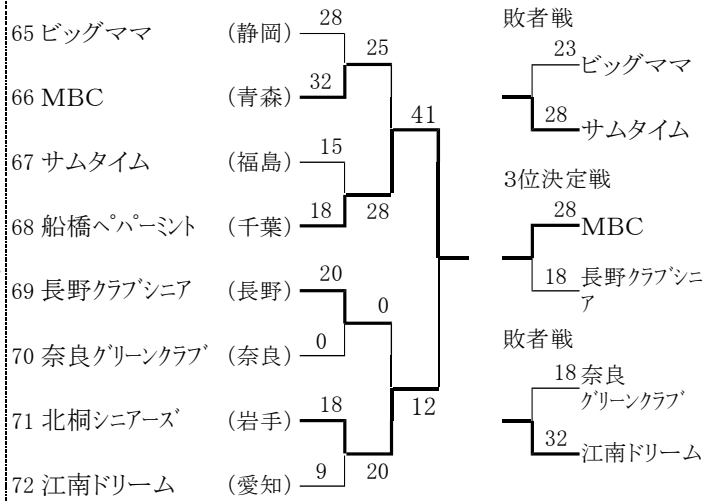 65 ビッグママ (静岡) 28
25
66 MBC (青森) 32
41
67 サムタイム (福島) 15
68 船橋ペパーミント (千葉) 18
28
69 長野クラブシニア (長野) 20
0
70 奈良グリーンクラブ (奈良) 0
12
71 北桐シニアーズ (岩手) 18
20
72 江南ドリーム (愛知) 9
敗者戦
23 ビッグママ
28 サムタイム
3位決定戦
28 MBC
18 長野クラブシニ
ア
敗者戦
18 奈良
グリーンクラブ
32 江南ドリーム